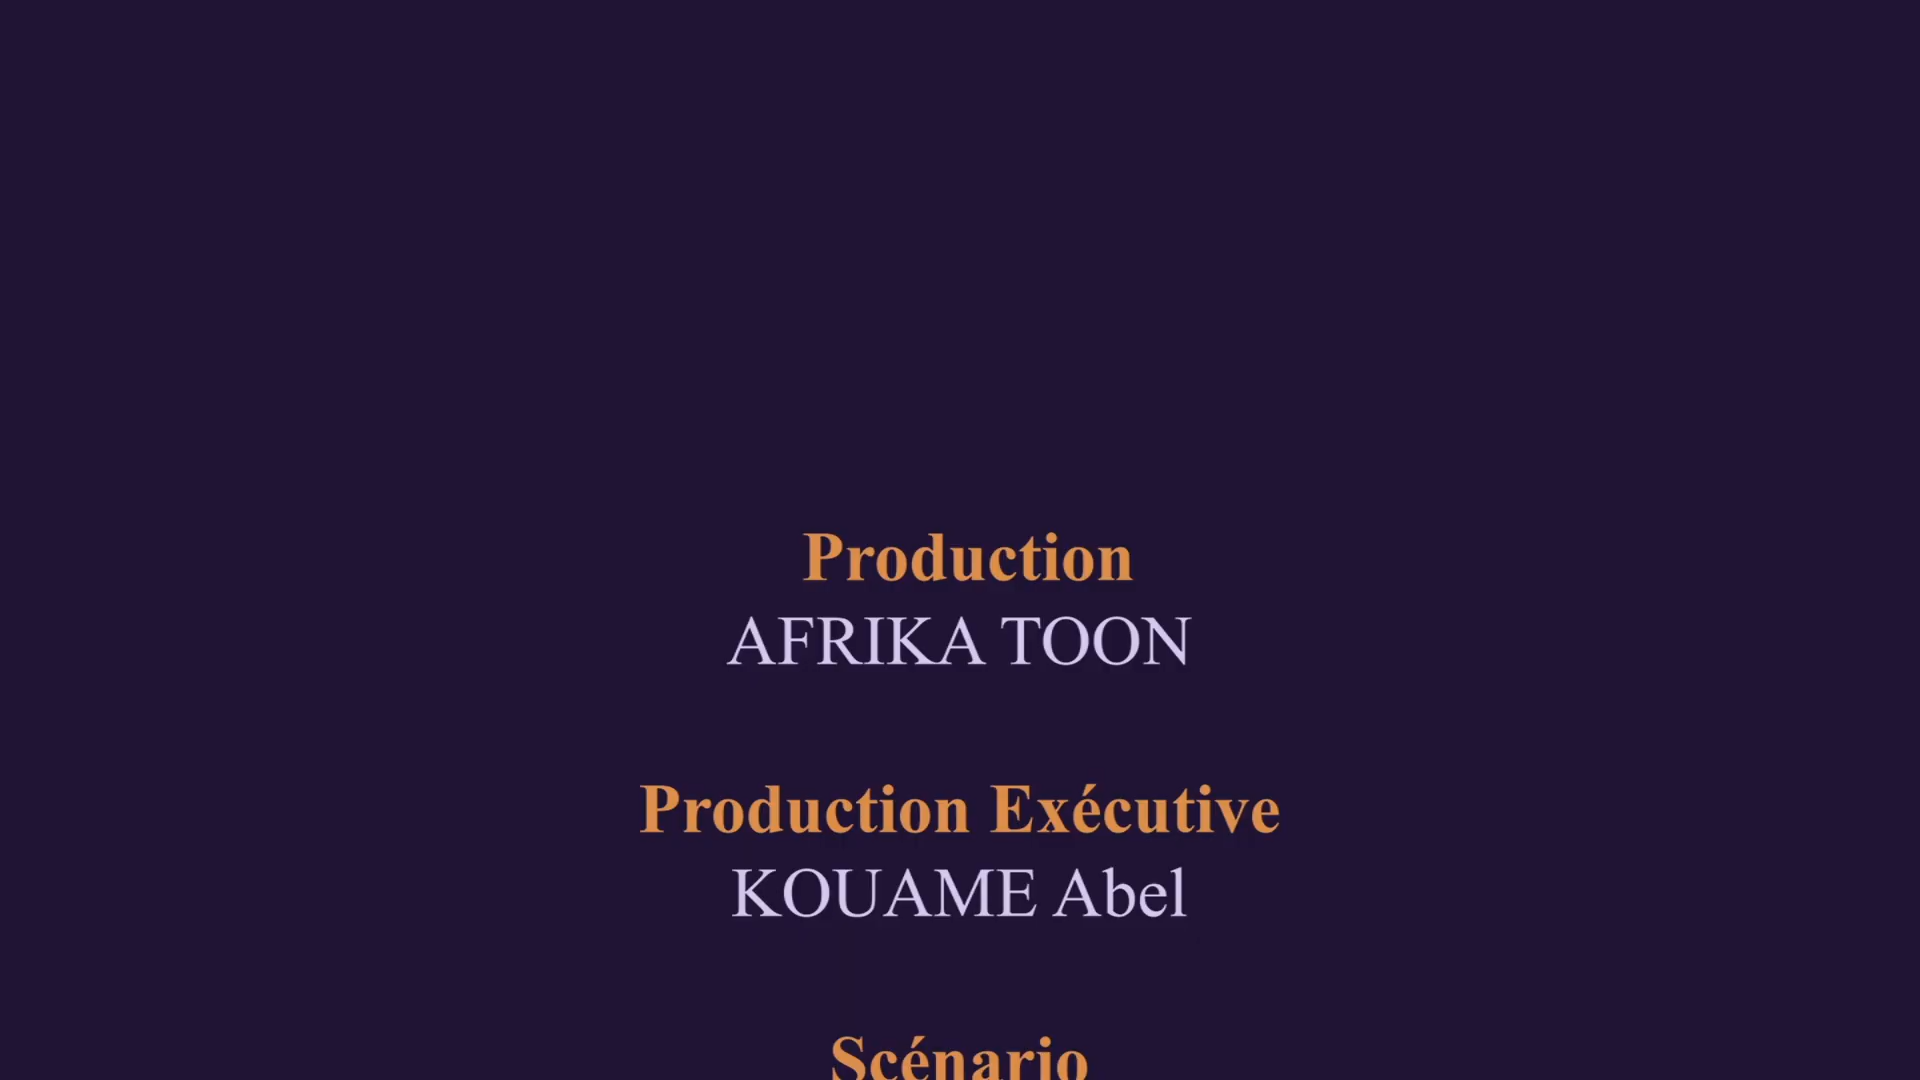 Production
AFRIKA TOON
Production Exécutive
KOUAME Abel
Scénario